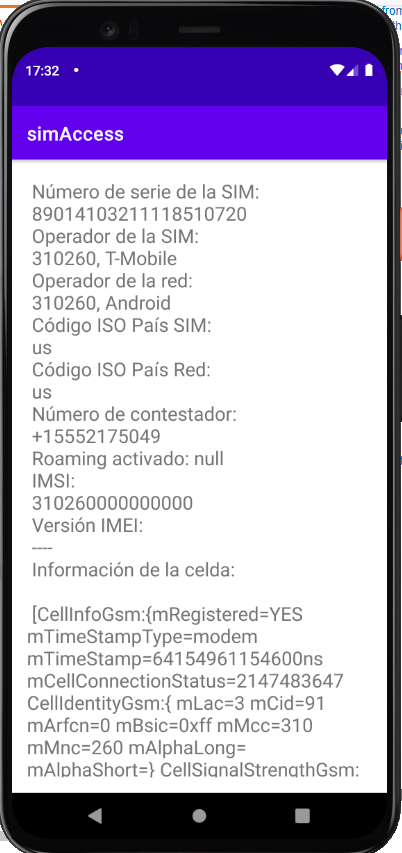 from
the
17:32
simAccess
Número de serie de la SIM:
89014103211118510720
Operador de la SIM:
310260, T-Mobile
Operador de la red:
310260, Android
Código ISO País SIM:
us
Código ISO País Red:
us
Número de contestador:
+15552175049
Roaming activado: null
IMSI:
310260000000000
Versión IMEI:
----
Información de la celda:
[CellInfoGsm:{mRegistered=YES
mTimeStampType=modem
mTimeStamp=64154961154600ns
mCellConnectionStatus=2147483647
CellIdentityGsm:{ mLac=3 mCid=91
mArfcn=0 mBsic=0xff mMcc=310
mMnc=260 mAlphaLong=
mAlphaShort=} CellSignalStrengthGsm: